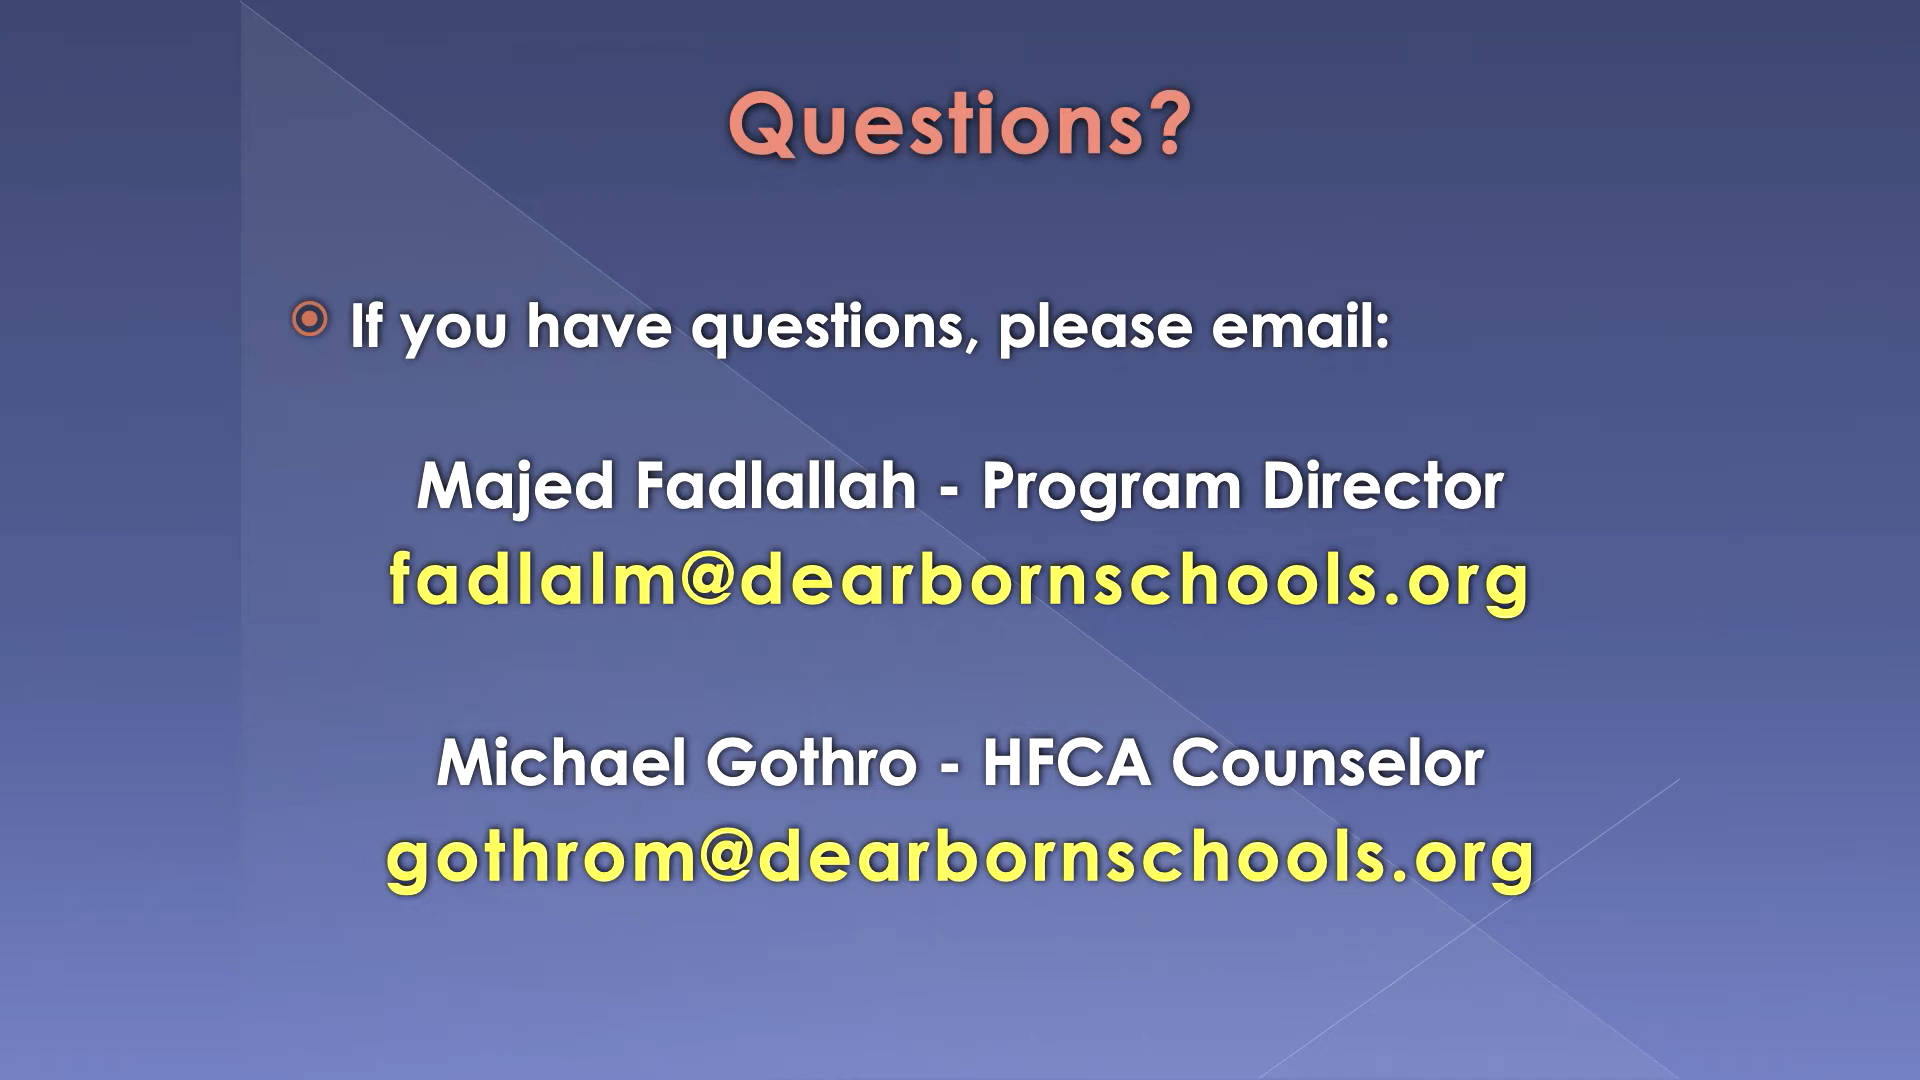 Questions?
If you have questions, please email:
Majed Fadlallah - Program Director
fadlalm@dearbornschools.org
Michael Gothro - HFCA Counselor
gothrom@dearbornschools.org